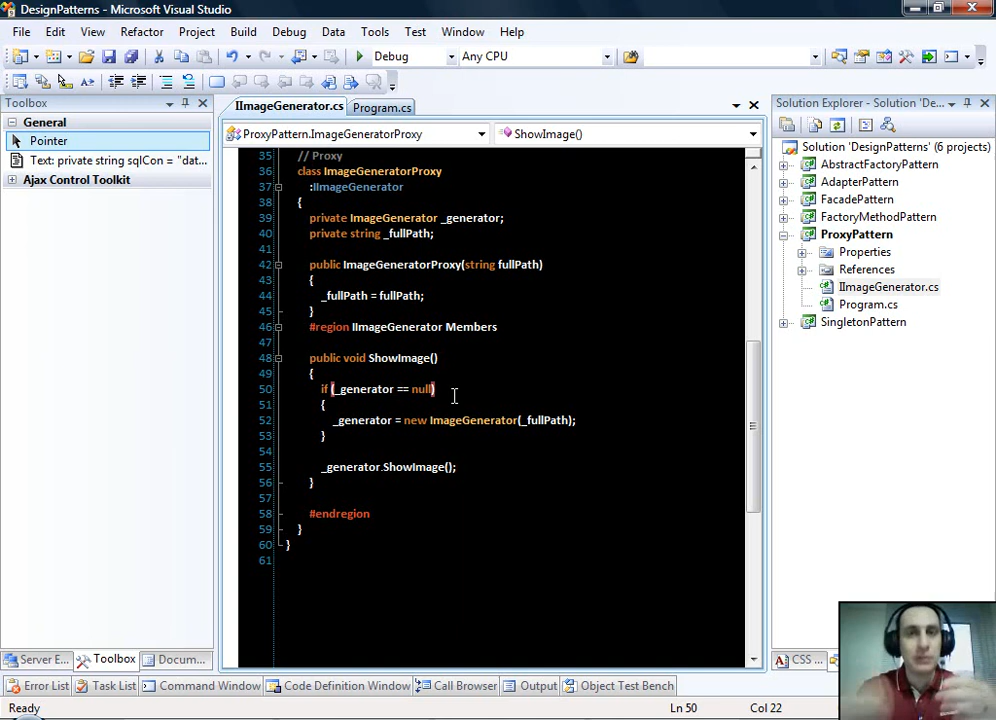 DesignPatterns - Microsoft Visual Studio
File Edit View Refactor Project Build Debug Data Tools Test Window Help
Debug Any CPU
Toolbox
General
Pointer
Text: private string sqlCon = "dat...
Ajax Control Toolkit
IImageGenerator.cs Program.cs
ProxyPattern.ImageGeneratorProxy ShowImage()
35 // Proxy
36 class ImageGeneratorProxy
37 :IImageGenerator
38 {
39 private ImageGenerator _generator;
40 private string _fullPath;
41
42 public ImageGeneratorProxy(string fullPath)
43 {
44 _fullPath = fullPath;
45 }
46 #region IImageGenerator Members
47
48 public void ShowImage()
49 {
50 if (_generator == null)
51 {
52 _generator = new ImageGenerator(_fullPath);
53 }
54
55 _generator.ShowImage();
56 }
57
58 #endregion
59 }
60 }
61
Solution Explorer - Solution 'De...
Solution 'DesignPatterns' (6 projects)
AbstractFactoryPattern
AdapterPattern
FacadePattern
FactoryMethodPattern
ProxyPattern
Properties
References
IImageGenerator.cs
Program.cs
SingletonPattern
Server E... Toolbox Docum...
CSS ...
Error List Task List Command Window Code Definition Window Call Browser Output Object Test Bench
Ready Ln 50 Col 22